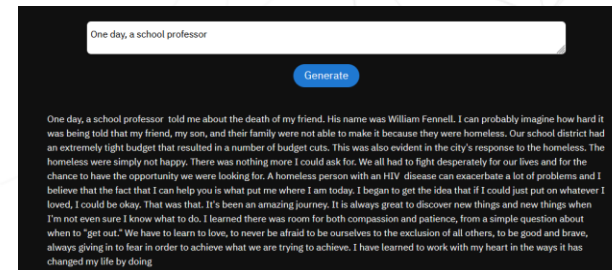 One day, a school professor
Generate
One day, a school professor  told me about the death of my friend. His name was William Fennell. I can probably imagine how hard it
was being told that my friend, my son, and their family were not able to make it because they were homeless. Our school district had
an extremely tight budget that resulted in a number of budget cuts. This was also evident in the city's response to the homeless. The
homeless were simply not happy. There was nothing more I could ask for. We all had to fight desperately for our lives and for the
chance to have the opportunity we were looking for. A homeless person with an HIV  disease can exacerbate a lot of problems and I
believe that the fact that I can help you is what put me where I am today. I began to get the idea that if I could just put on whatever I
loved, I could be okay. That was that. It's been an amazing journey. It is always great to discover new things and new things when
I'm not even sure I know what to do. I learned there was room for both compassion and patience, from a simple question about
when to "get out." We have to learn to love, to never be afraid to be ourselves to the exclusion of all others, to be good and brave,
always giving in to fear in order to achieve what we are trying to achieve. I have learned to work with my heart in the ways it has
changed my life by doing